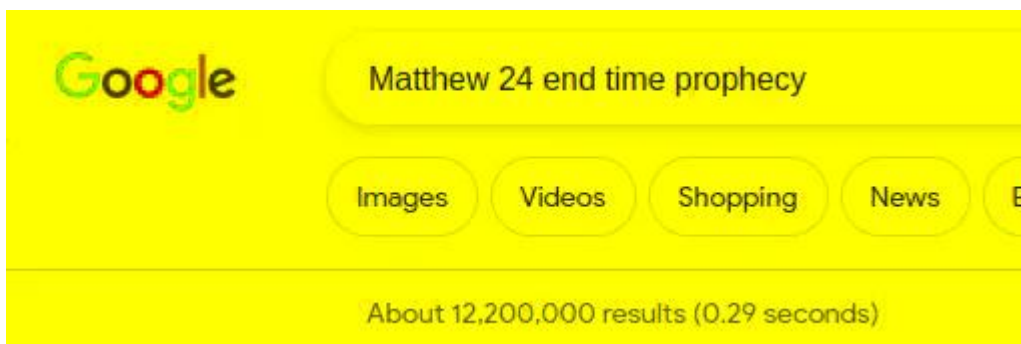 Google
Matthew 24 end time prophecy
Images Videos Shopping News
About 12,200,000 results (0.29 seconds)